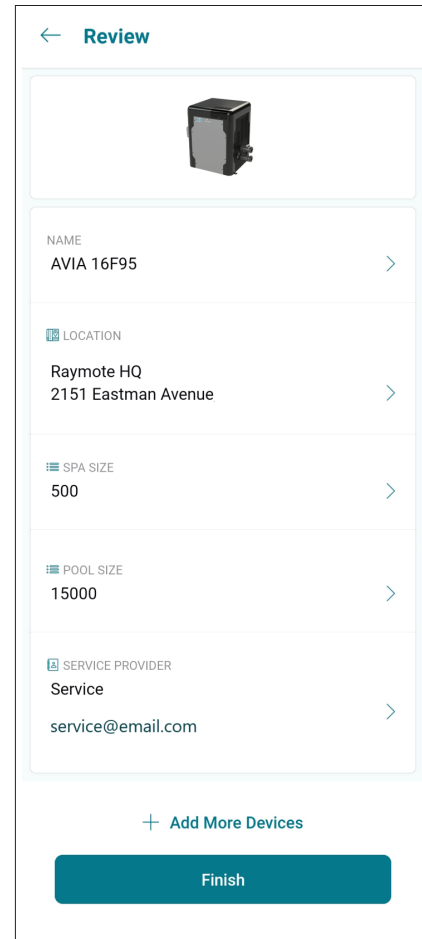 Review
NAME
AVIA 16F95
LOCATION
Raymote HQ
2151 Eastman Avenue
SPA SIZE
500
POOL SIZE
15000
SERVICE PROVIDER
Service
service@email.com
Add More Devices
Finish